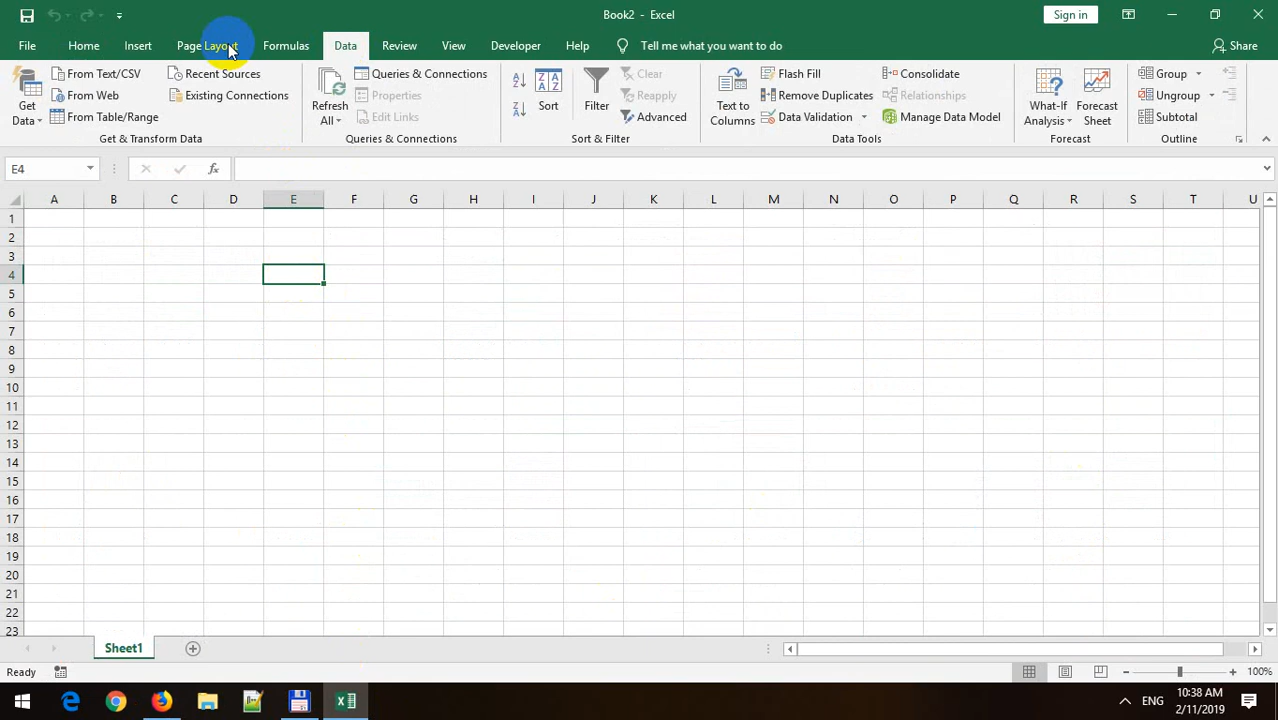 Book2 - Excel
Sign in
File Home Insert Page Layout Formulas Data Review View Developer Help Tell me what you want to do Share
Get Data
From Text/CSV
From Web
From Table/Range
Recent Sources
Existing Connections
Get & Transform Data
Refresh All
Queries & Connections
Properties
Edit Links
Queries & Connections
A Z
Z A
Z A
A Z
Sort
Filter
Clear
Reapply
Advanced
Sort & Filter
Text to Columns
Flash Fill
Remove Duplicates
Data Validation
Consolidate
Relationships
Manage Data Model
Data Tools
What-If Analysis
Forecast Sheet
Forecast
Group
Ungroup
Subtotal
Outline
E4 fx
A B C D E F G H I J K L M N O P Q R S T U
1
2
3
4
5
6
7
8
9
10
11
12
13
14
15
16
17
18
19
20
21
22
23
Sheet1
Ready 100%
ENG 10:38 AM
2/11/2019